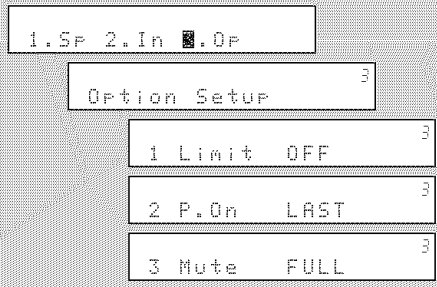 1.Sp 2.In 3.Op
3
Option Setup
3
1 Limit OFF
3
2 P.On LAST
3
3 Mute FULL